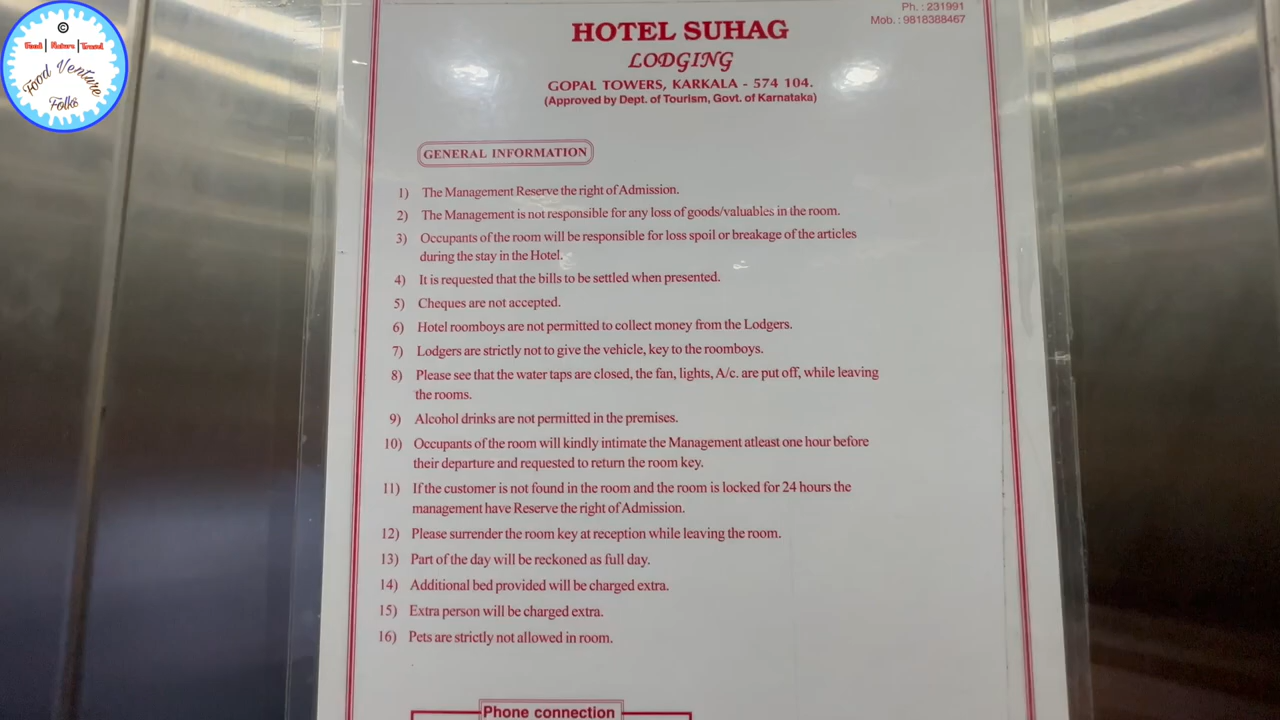 ©
Food | Nature | Travel
Food Venture
Folks
Ph. : 231991
Mob. : 9818388467
HOTEL SUHAG
LODGING
GOPAL TOWERS, KARKALA - 574 104.
(Approved by Dept. of Tourism, Govt. of Karnataka)
GENERAL INFORMATION
1) The Management Reserve the right of Admission.
2) The Management is not responsible for any loss of goods/valuables in the room.
3) Occupants of the room will be responsible for loss spoil or breakage of the articles
during the stay in the Hotel.
4) It is requested that the bills to be settled when presented.
5) Cheques are not accepted.
6) Hotel roomboys are not permitted to collect money from the Lodgers.
7) Lodgers are strictly not to give the vehicle, key to the roomboys.
8) Please see that the water taps are closed, the fan, lights, A/c. are put off, while leaving
the rooms.
9) Alcohol drinks are not permitted in the premises.
10) Occupants of the room will kindly intimate the Management atleast one hour before
their departure and requested to return the room key.
11) If the customer is not found in the room and the room is locked for 24 hours the
management have Reserve the right of Admission.
12) Please surrender the room key at reception while leaving the room.
13) Part of the day will be reckoned as full day.
14) Additional bed provided will be charged extra.
15) Extra person will be charged extra.
16) Pets are strictly not allowed in room.
Phone connection